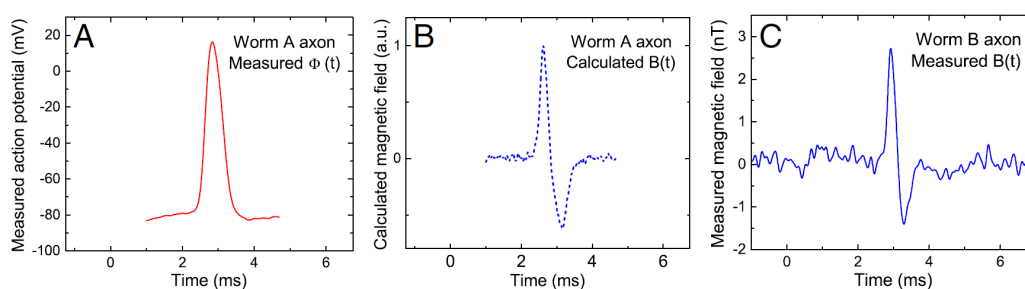 A
Worm A axon
Measured Φ (t)
Measured action potential (mV)
20
0
-20
-40
-60
-80
-100
0
2
4
6
Time (ms)
B
Worm A axon
Calculated B(t)
Calculated magnetic field (a.u.)
1
0
0
2
4
6
Time (ms)
C
Worm B axon
Measured B(t)
Measured magnetic field (nT)
3
2
1
0
-1
-2
0
2
4
6
Time (ms)